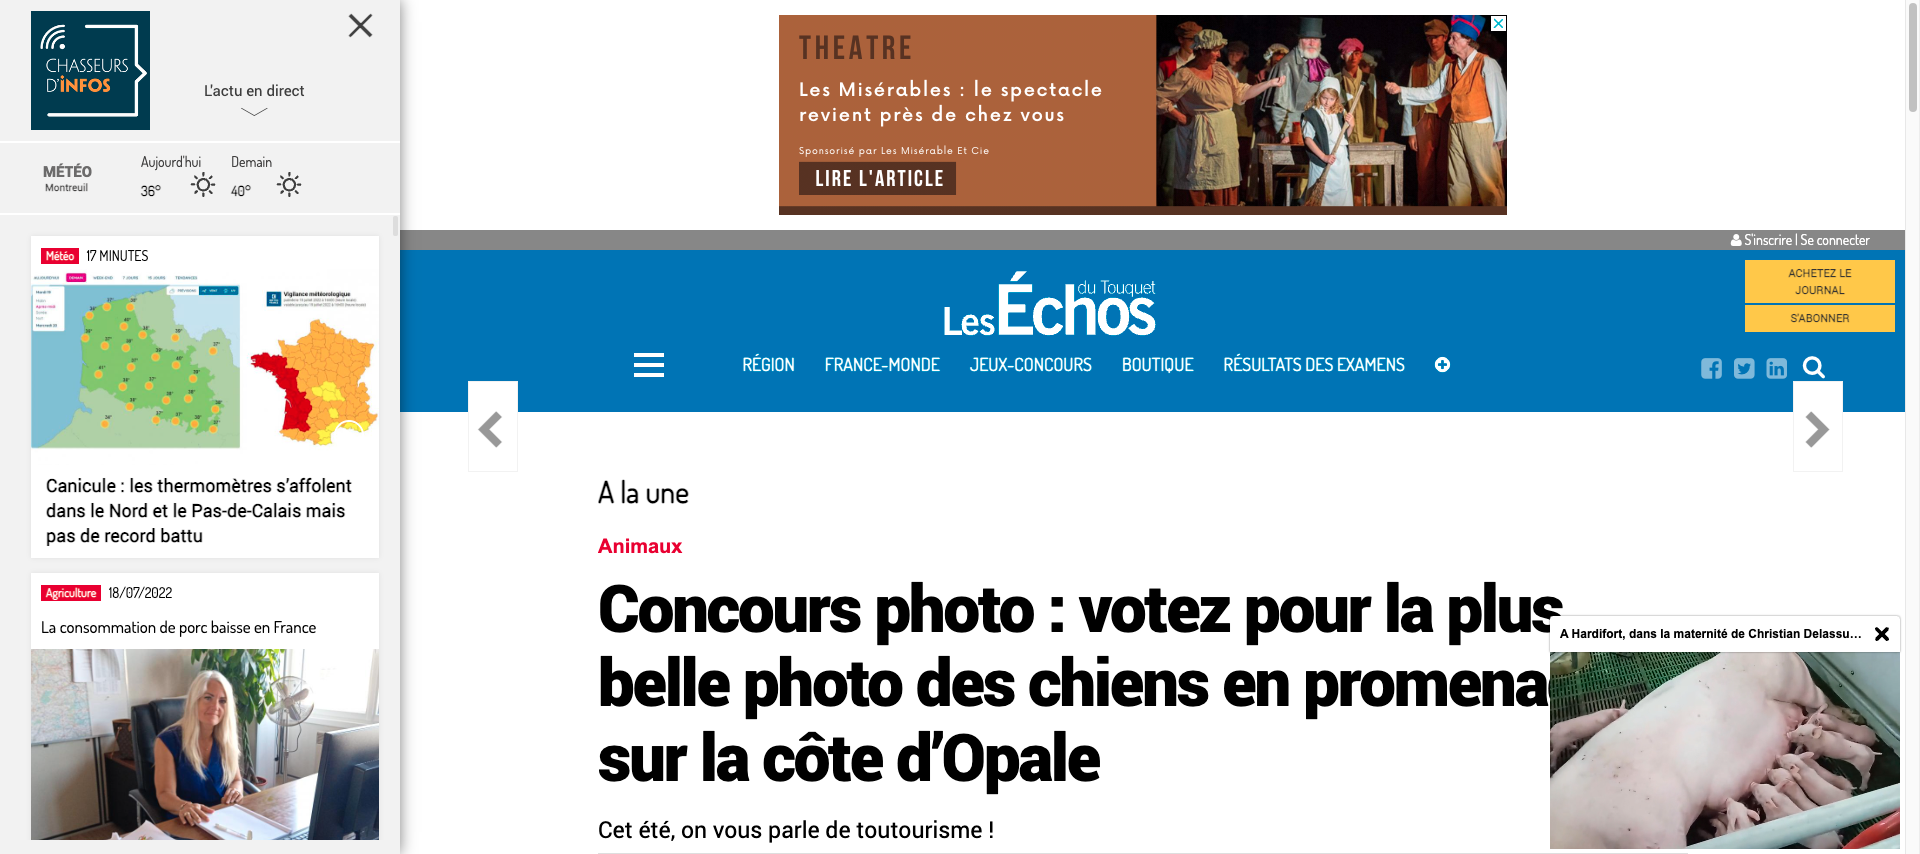 CHASSEURS
D'INFOS
L'actu en direct
MÉTÉO
Montreuil
Aujourd'hui
36°
Demain
40°
Météo 17 MINUTES
Vigilance météorologique
Canicule : les thermomètres s’affolent
dans le Nord et le Pas-de-Calais mais
pas de record battu
Agriculture 18/07/2022
La consommation de porc baisse en France
THEATRE
Les Misérables : le spectacle
revient près de chez vous
Sponsorisé par Les Misérable Et Cie
LIRE L'ARTICLE
S'inscrire | Se connecter
Les Échos du Touquet
ACHETEZ LE
JOURNAL
S'ABONNER
RÉGION FRANCE-MONDE JEUX-CONCOURS BOUTIQUE RÉSULTATS DES EXAMENS
A la une
Animaux
Concours photo : votez pour la plus
belle photo des chiens en promena
sur la côte d’Opale
Cet été, on vous parle de toutourisme !
A Hardifort, dans la maternité de Christian Delassu...